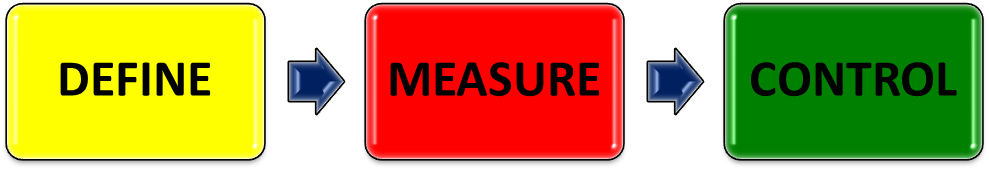 DEFINE
MEASURE
CONTROL